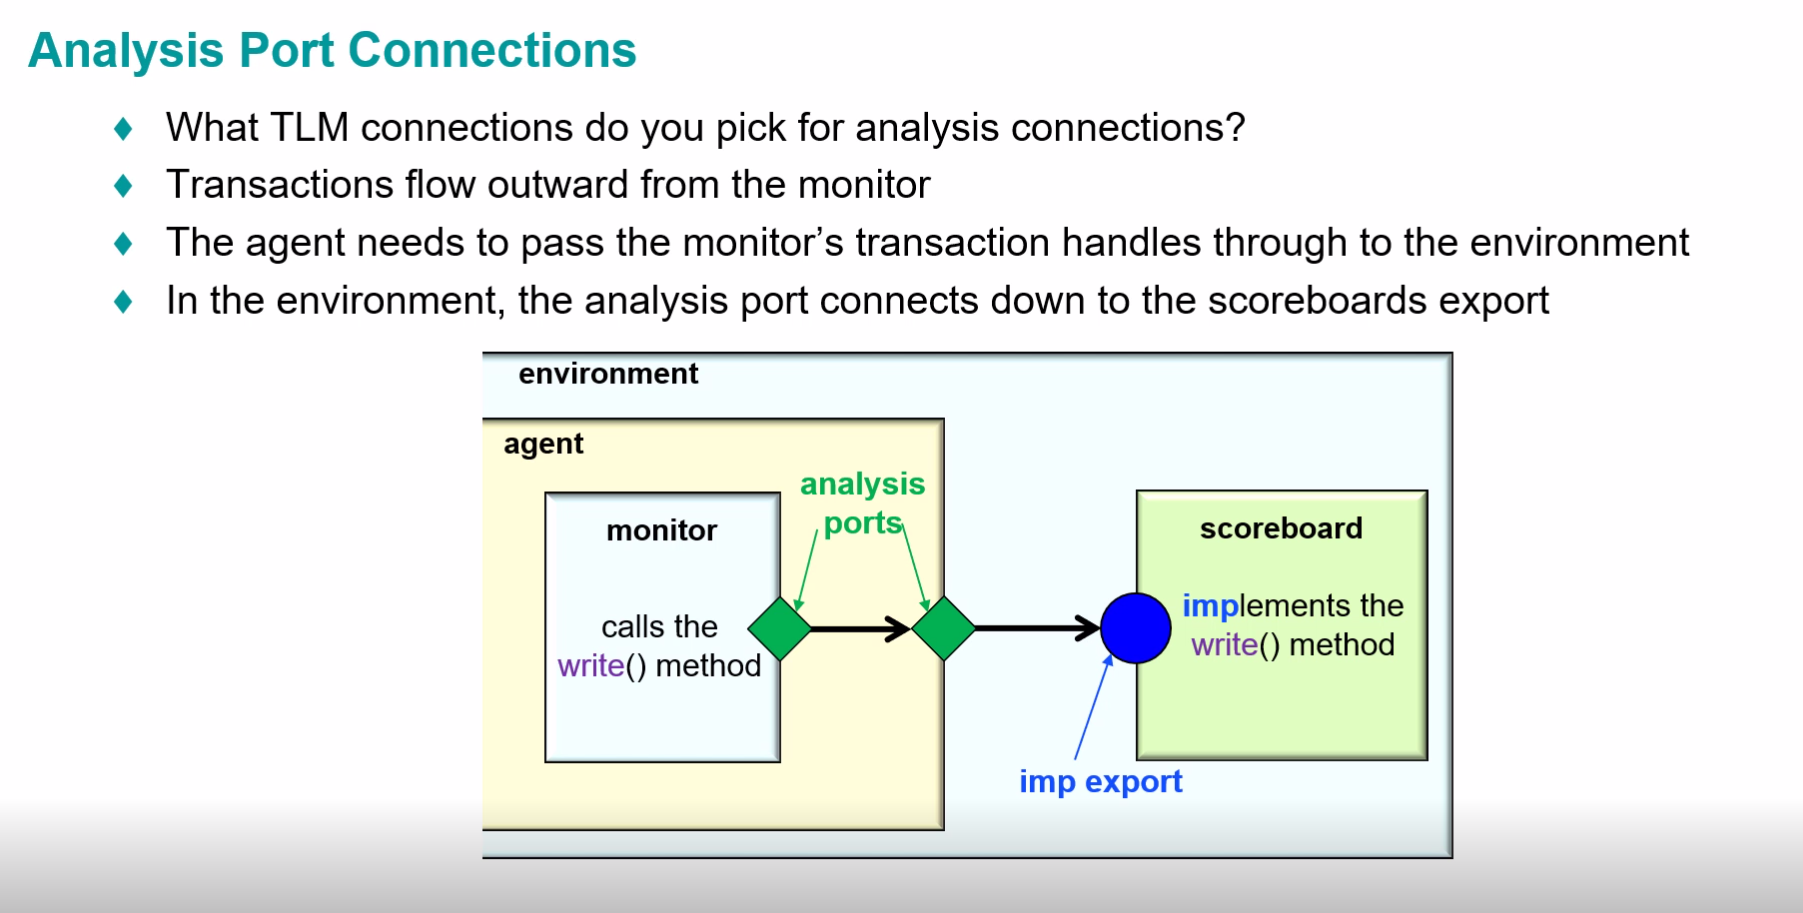 Analysis Port Connections
What TLM connections do you pick for analysis connections?
Transactions flow outward from the monitor
The agent needs to pass the monitor’s transaction handles through to the environment
In the environment, the analysis port connects down to the scoreboards export
environment
agent
analysis
ports
monitor
calls the
write() method
scoreboard
implements the
write() method
imp export